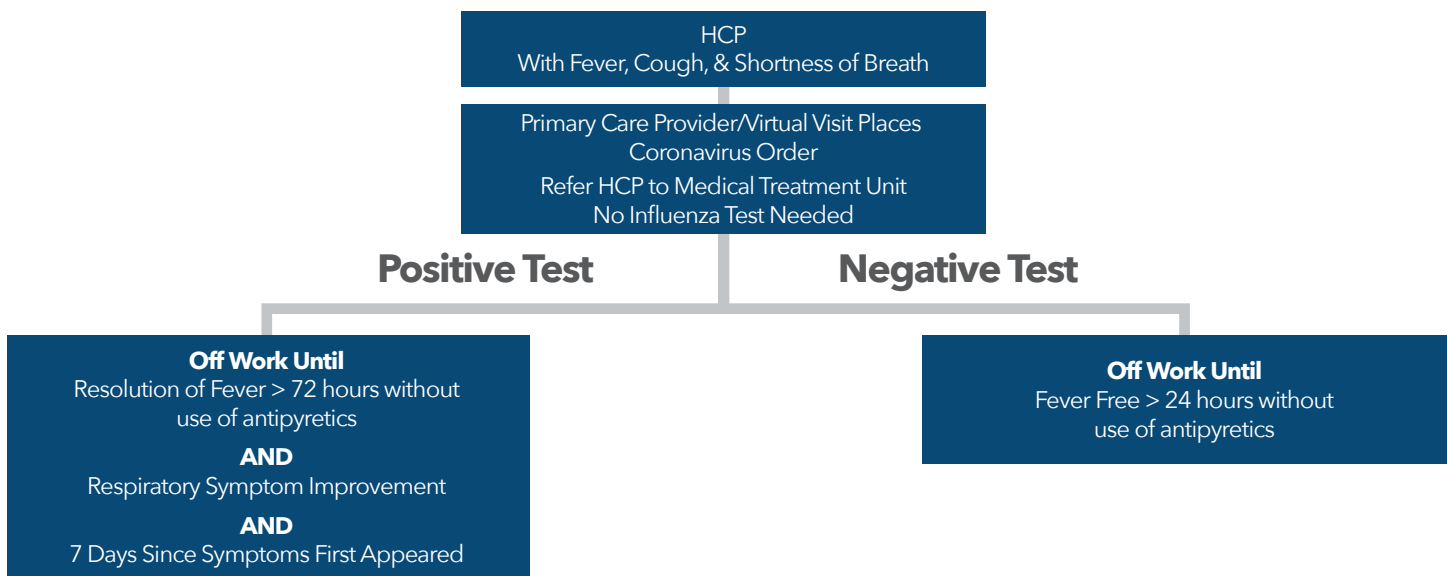 HCP
With Fever, Cough, & Shortness of Breath
Primary Care Provider/Virtual Visit Places
Coronavirus Order
Refer HCP to Medical Treatment Unit
No Influenza Test Needed
Positive Test
Negative Test
Off Work Until
Resolution of Fever > 72 hours without
use of antipyretics
AND
Respiratory Symptom Improvement
AND
7 Days Since Symptoms First Appeared
Off Work Until
Fever Free > 24 hours without
use of antipyretics